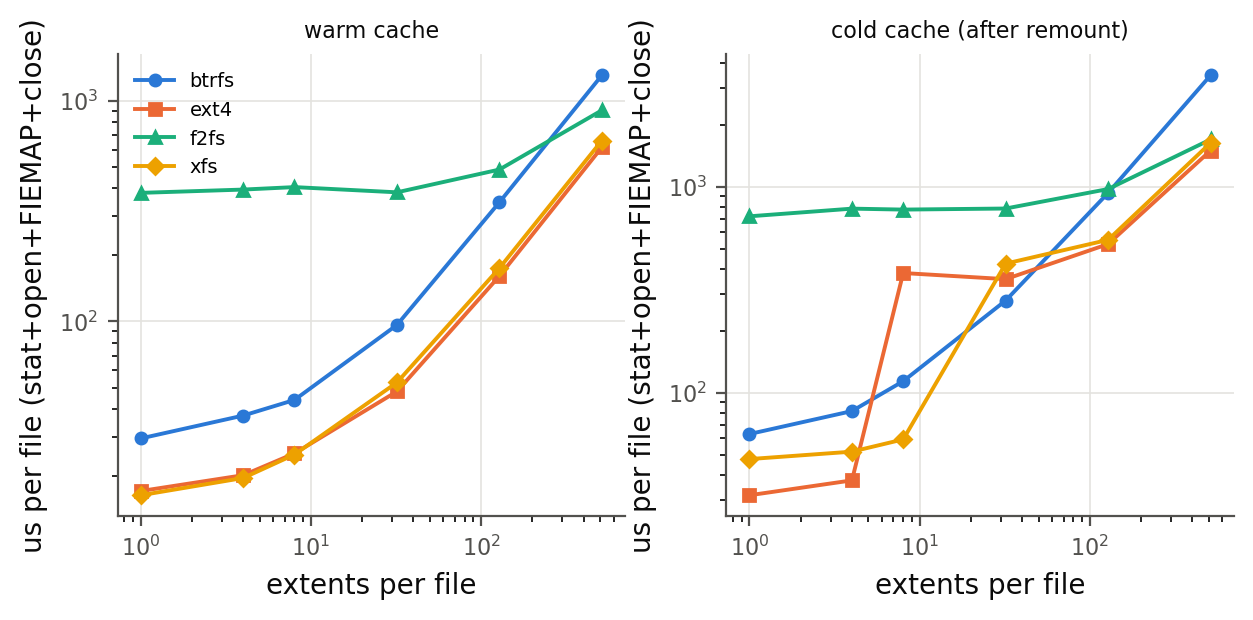 warm cache
us per file (stat+open+FIEMAP+close)
10³
10²
btrfs
ext4
f2fs
xfs
10⁰ 10¹ 10²
extents per file
cold cache (after remount)
us per file (stat+open+FIEMAP+close)
10³
10²
10⁰ 10¹ 10²
extents per file